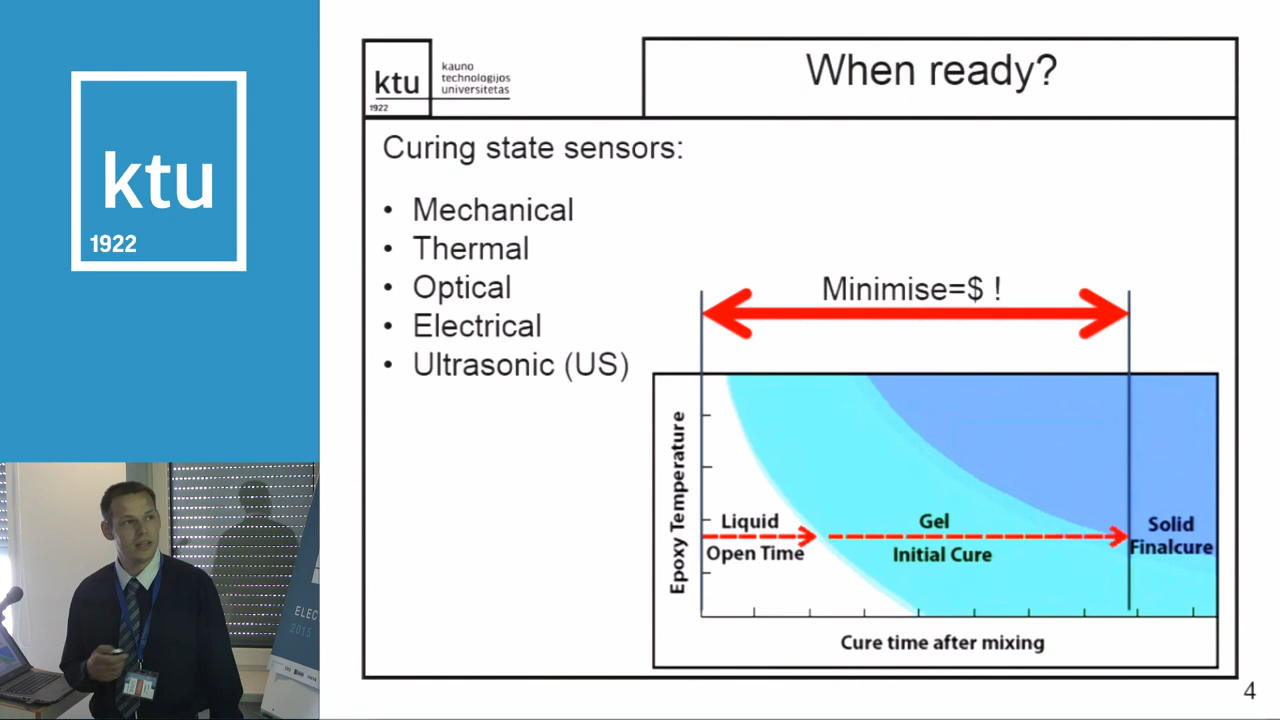 ktu
1922
ktu
1922
kauno
technologijos
universitetas
When ready?
Curing state sensors:
• Mechanical
• Thermal
• Optical
• Electrical
• Ultrasonic (US)
Minimise=$ !
Epoxy Temperature
Liquid
Open Time
Gel
Initial Cure
Solid
Finalcure
Cure time after mixing
4
ELEC
2015